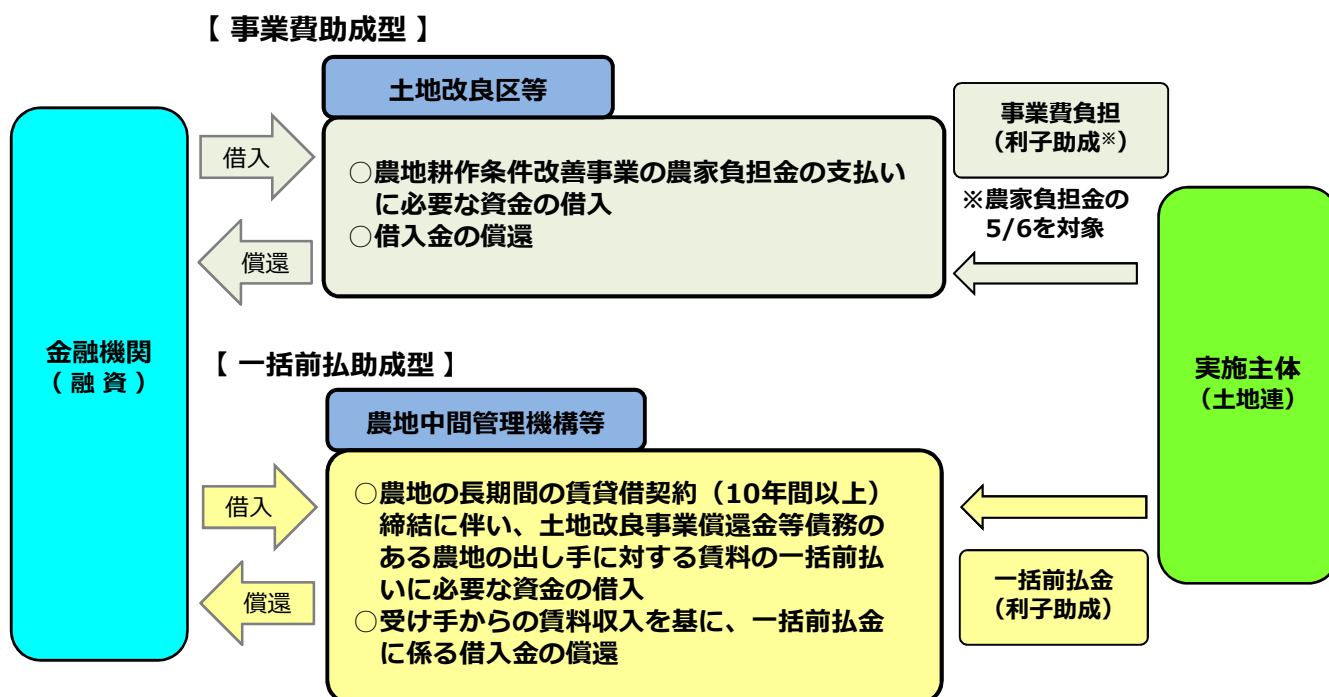 【 事業費助成型 】
土地改良区等
借入
償還
○農地耕作条件改善事業の農家負担金の支払い
に必要な資金の借入
○借入金の償還
事業費負担
（利子助成※）
※農家負担金の
5/6を対象
金融機関
（ 融 資 ）
実施主体
（土地連）
【 一括前払助成型 】
農地中間管理機構等
借入
償還
○農地の長期間の賃貸借契約（10年間以上）
締結に伴い、土地改良事業償還金等債務の
ある農地の出し手に対する賃料の一括前払
いに必要な資金の借入
○受け手からの賃料収入を基に、一括前払金
に係る借入金の償還
一括前払金
（利子助成）